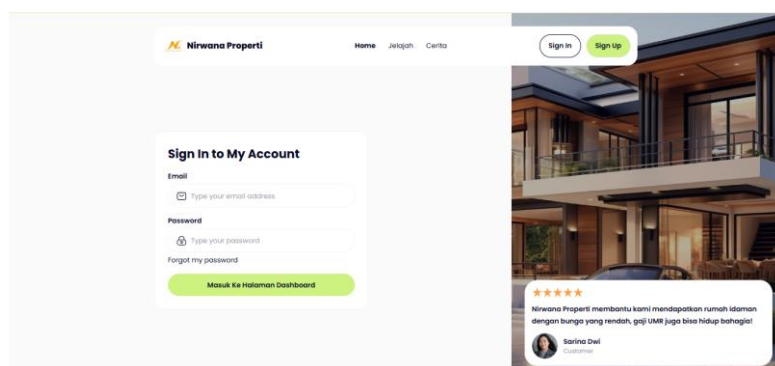 Nirwana Properti
Home Jelajah Cerita
Sign In Sign Up
Sign In to My Account
Email
Type your email address
Password
Type your password
Forgot my password
Masuk Ke Halaman Dashboard
Nirwana Properti membantu kami mendapatkan rumah idaman
dengan bunga yang rendah, gaji UMR juga bisa hidup bahagia!
Sarina Dwi
Customer